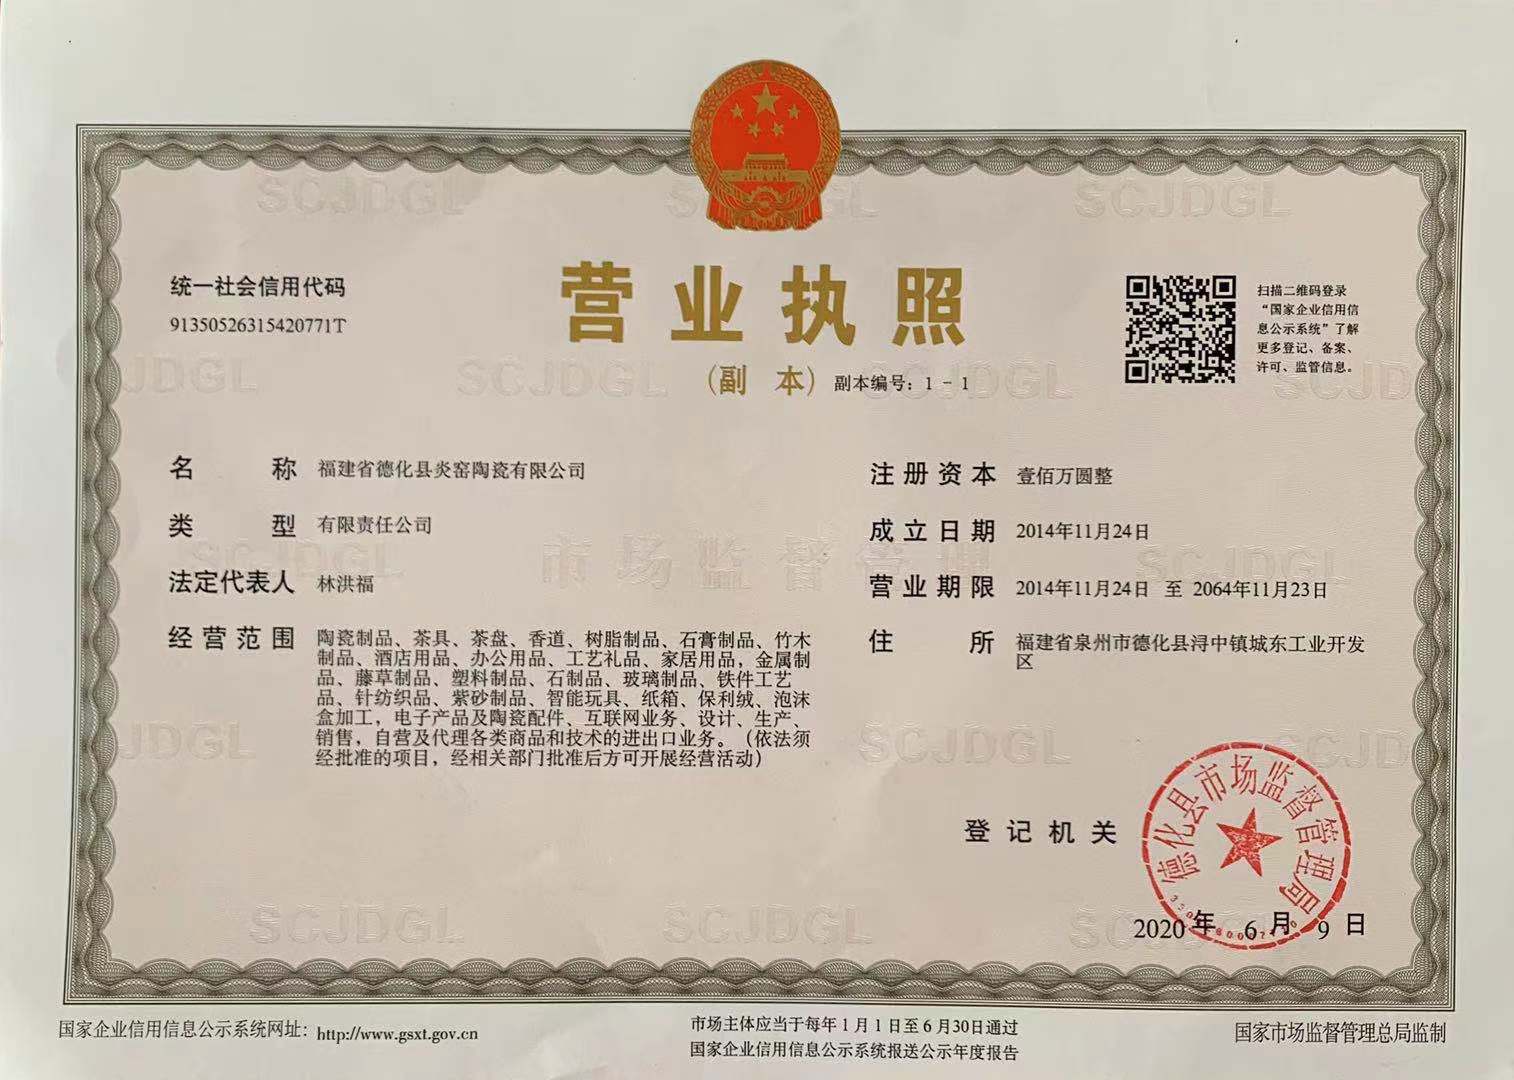 统一社会信用代码
91350526315420771T
营业执照
（副 本） 副本编号：1 - 1
扫描二维码登录
“国家企业信用信
息公示系统”了解
更多登记、备案、
许可、监管信息。
名 称 福建省德化县炎窑陶瓷有限公司
类 型 有限责任公司
法定代表人 林洪福
经营范围 陶瓷制品、茶具、茶盘、香道、树脂制品、石膏制品、竹木
制品、酒店用品、办公用品、工艺礼品、家居用品，金属制
品、藤草制品、塑料制品、石制品、玻璃制品、铁件工艺
品、针纺织品、紫砂制品、智能玩具、纸箱、保利绒、泡沫
盒加工，电子产品及陶瓷配件、互联网业务、设计、生产、
销售，自营及代理各类商品和技术的进出口业务。（依法须
经批准的项目，经相关部门批准后方可开展经营活动）
注册资本 壹佰万圆整
成立日期 2014年11月24日
营业期限 2014年11月24日 至 2064年11月23日
住 所 福建省泉州市德化县浔中镇城东工业开发
区
登记机关
德化县市场监督管理局
2020 年 6 月 9 日
国家企业信用信息公示系统网址：http://www.gsxt.gov.cn
市场主体应当于每年1月1日至6月30日通过
国家企业信用信息公示系统报送公示年度报告
国家市场监督管理总局监制
SCJDGL
市场监督管理